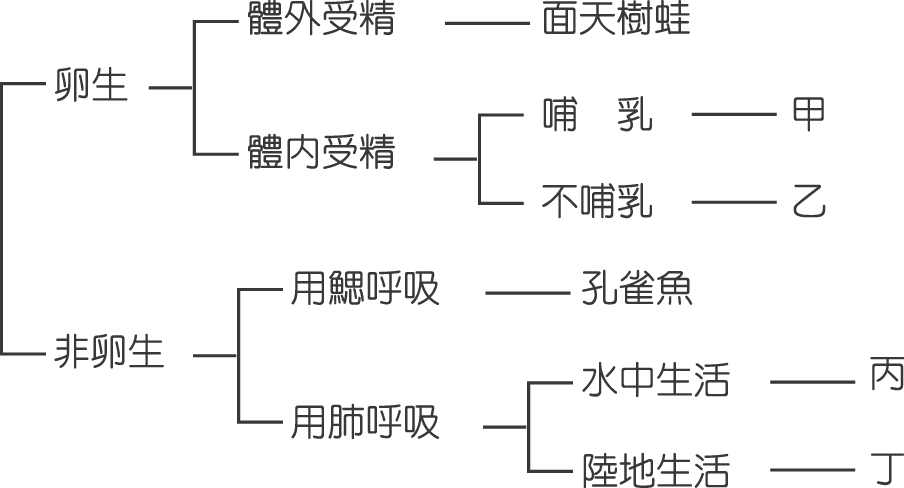 體外受精 面天樹蛙
卵生
哺 乳 甲
體內受精
不哺乳 乙
用鰓呼吸 孔雀魚
非卵生
水中生活 丙
用肺呼吸
陸地生活 丁